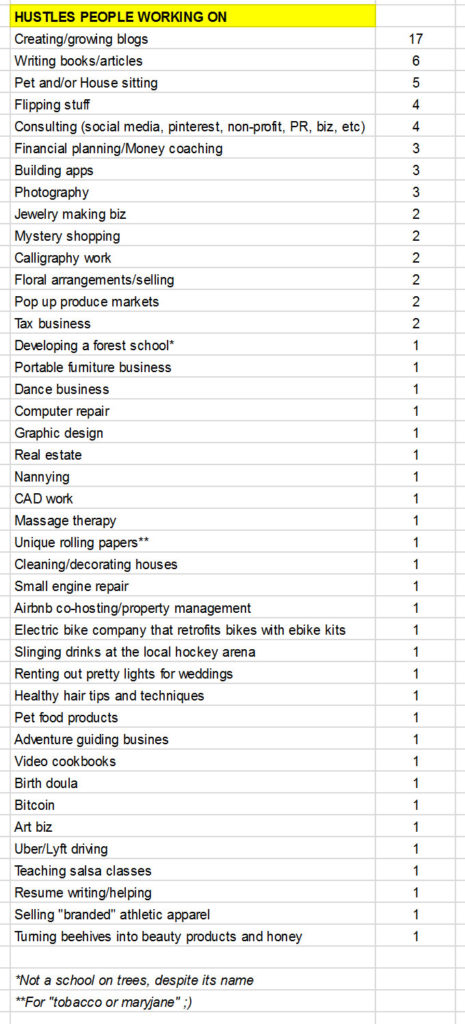 HUSTLES PEOPLE WORKING ON
Creating/growing blogs 17
Writing books/articles 6
Pet and/or House sitting 5
Flipping stuff 4
Consulting (social media, pinterest, non-profit, PR, biz, etc) 4
Financial planning/Money coaching 3
Building apps 3
Photography 3
Jewelry making biz 2
Mystery shopping 2
Calligraphy work 2
Floral arrangements/selling 2
Pop up produce markets 2
Tax business 2
Developing a forest school* 1
Portable furniture business 1
Dance business 1
Computer repair 1
Graphic design 1
Real estate 1
Nannying 1
CAD work 1
Massage therapy 1
Unique rolling papers** 1
Cleaning/decorating houses 1
Small engine repair 1
Airbnb co-hosting/property management 1
Electric bike company that retrofits bikes with ebike kits 1
Slinging drinks at the local hockey arena 1
Renting out pretty lights for weddings 1
Healthy hair tips and techniques 1
Pet food products 1
Adventure guiding busines 1
Video cookbooks 1
Birth doula 1
Bitcoin 1
Art biz 1
Uber/Lyft driving 1
Teaching salsa classes 1
Resume writing/helping 1
Selling "branded" athletic apparel 1
Turning beehives into beauty products and honey 1
*Not a school on trees, despite its name
**For "tobacco or maryjane" ;)